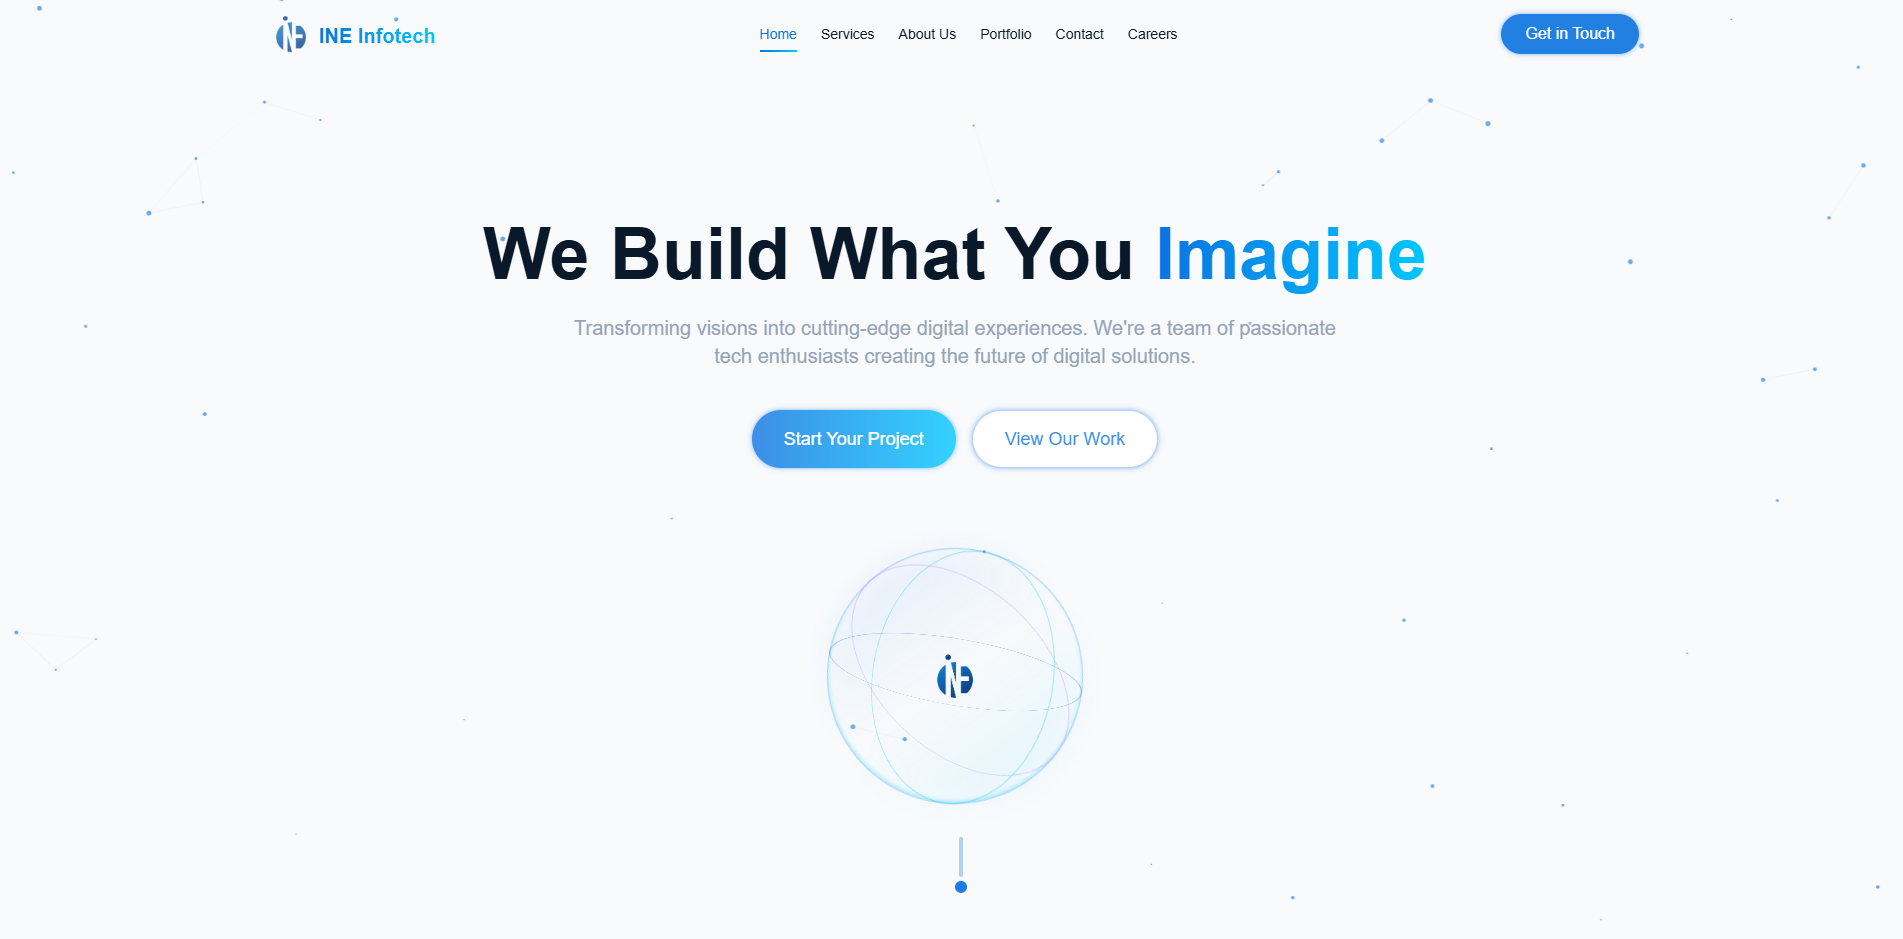 INE Infotech
Home
Services
About Us
Portfolio
Contact
Careers
Get in Touch
We Build What You Imagine
Transforming visions into cutting-edge digital experiences. We're a team of passionate
tech enthusiasts creating the future of digital solutions.
Start Your Project
View Our Work
INE